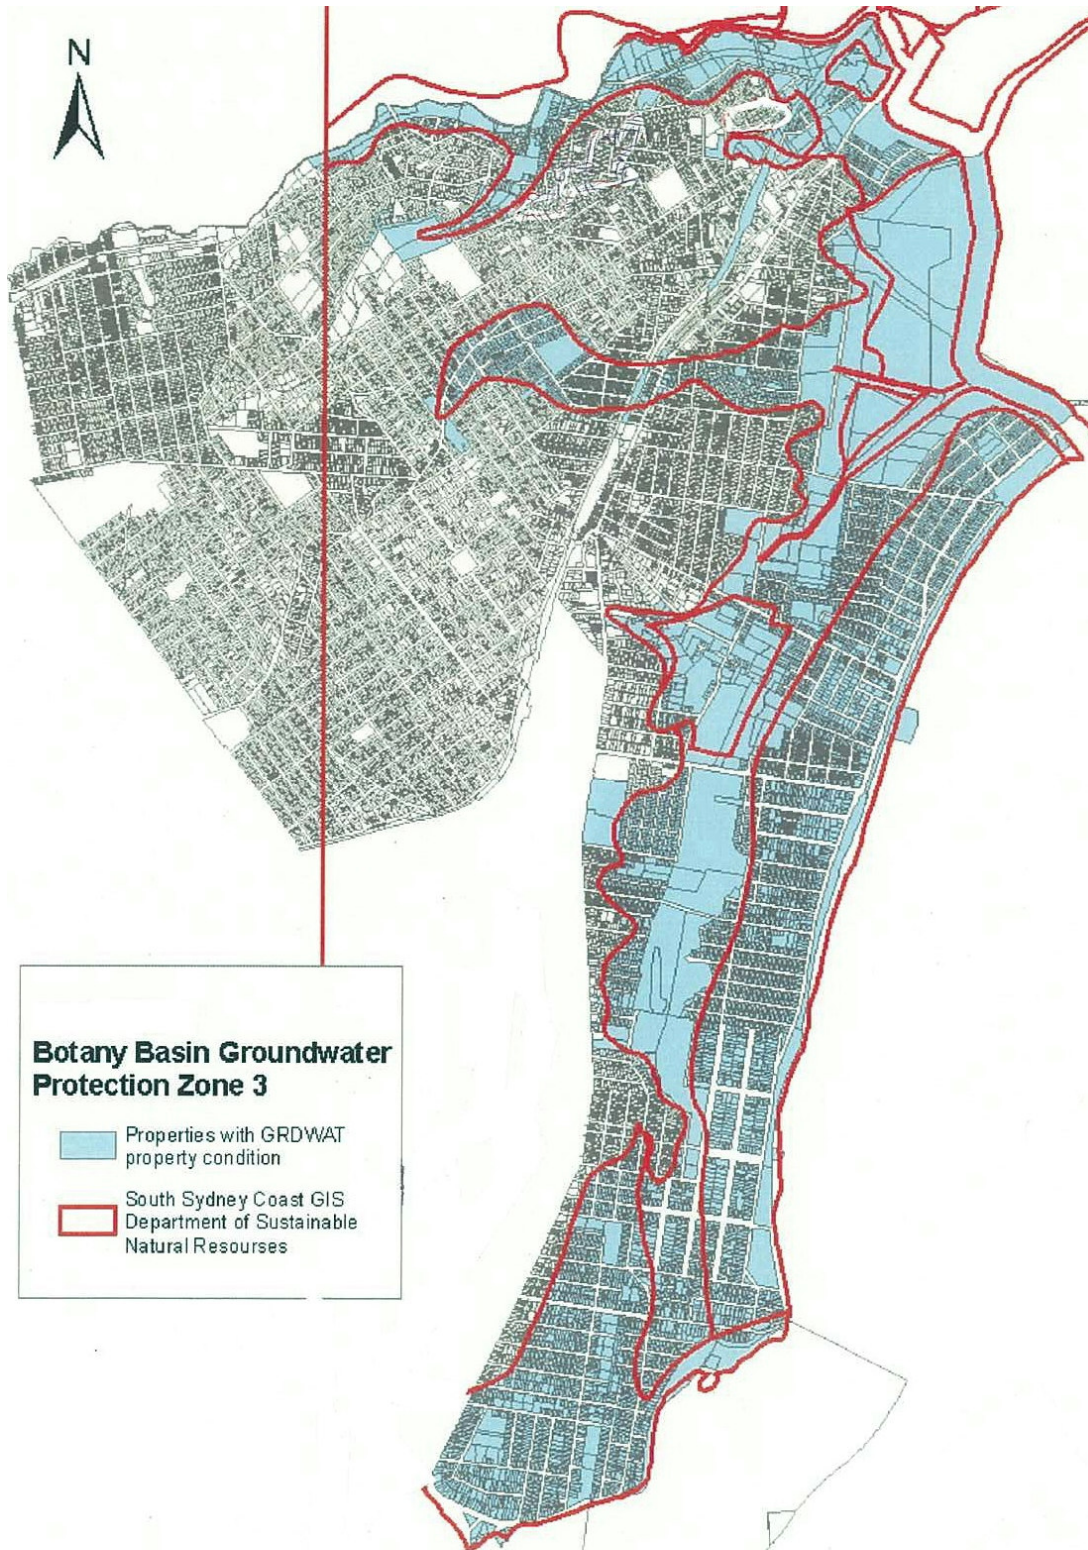 N
Botany Basin Groundwater
Protection Zone 3
Properties with GRDWAT
property condition
South Sydney Coast GIS
Department of Sustainable
Natural Resourses